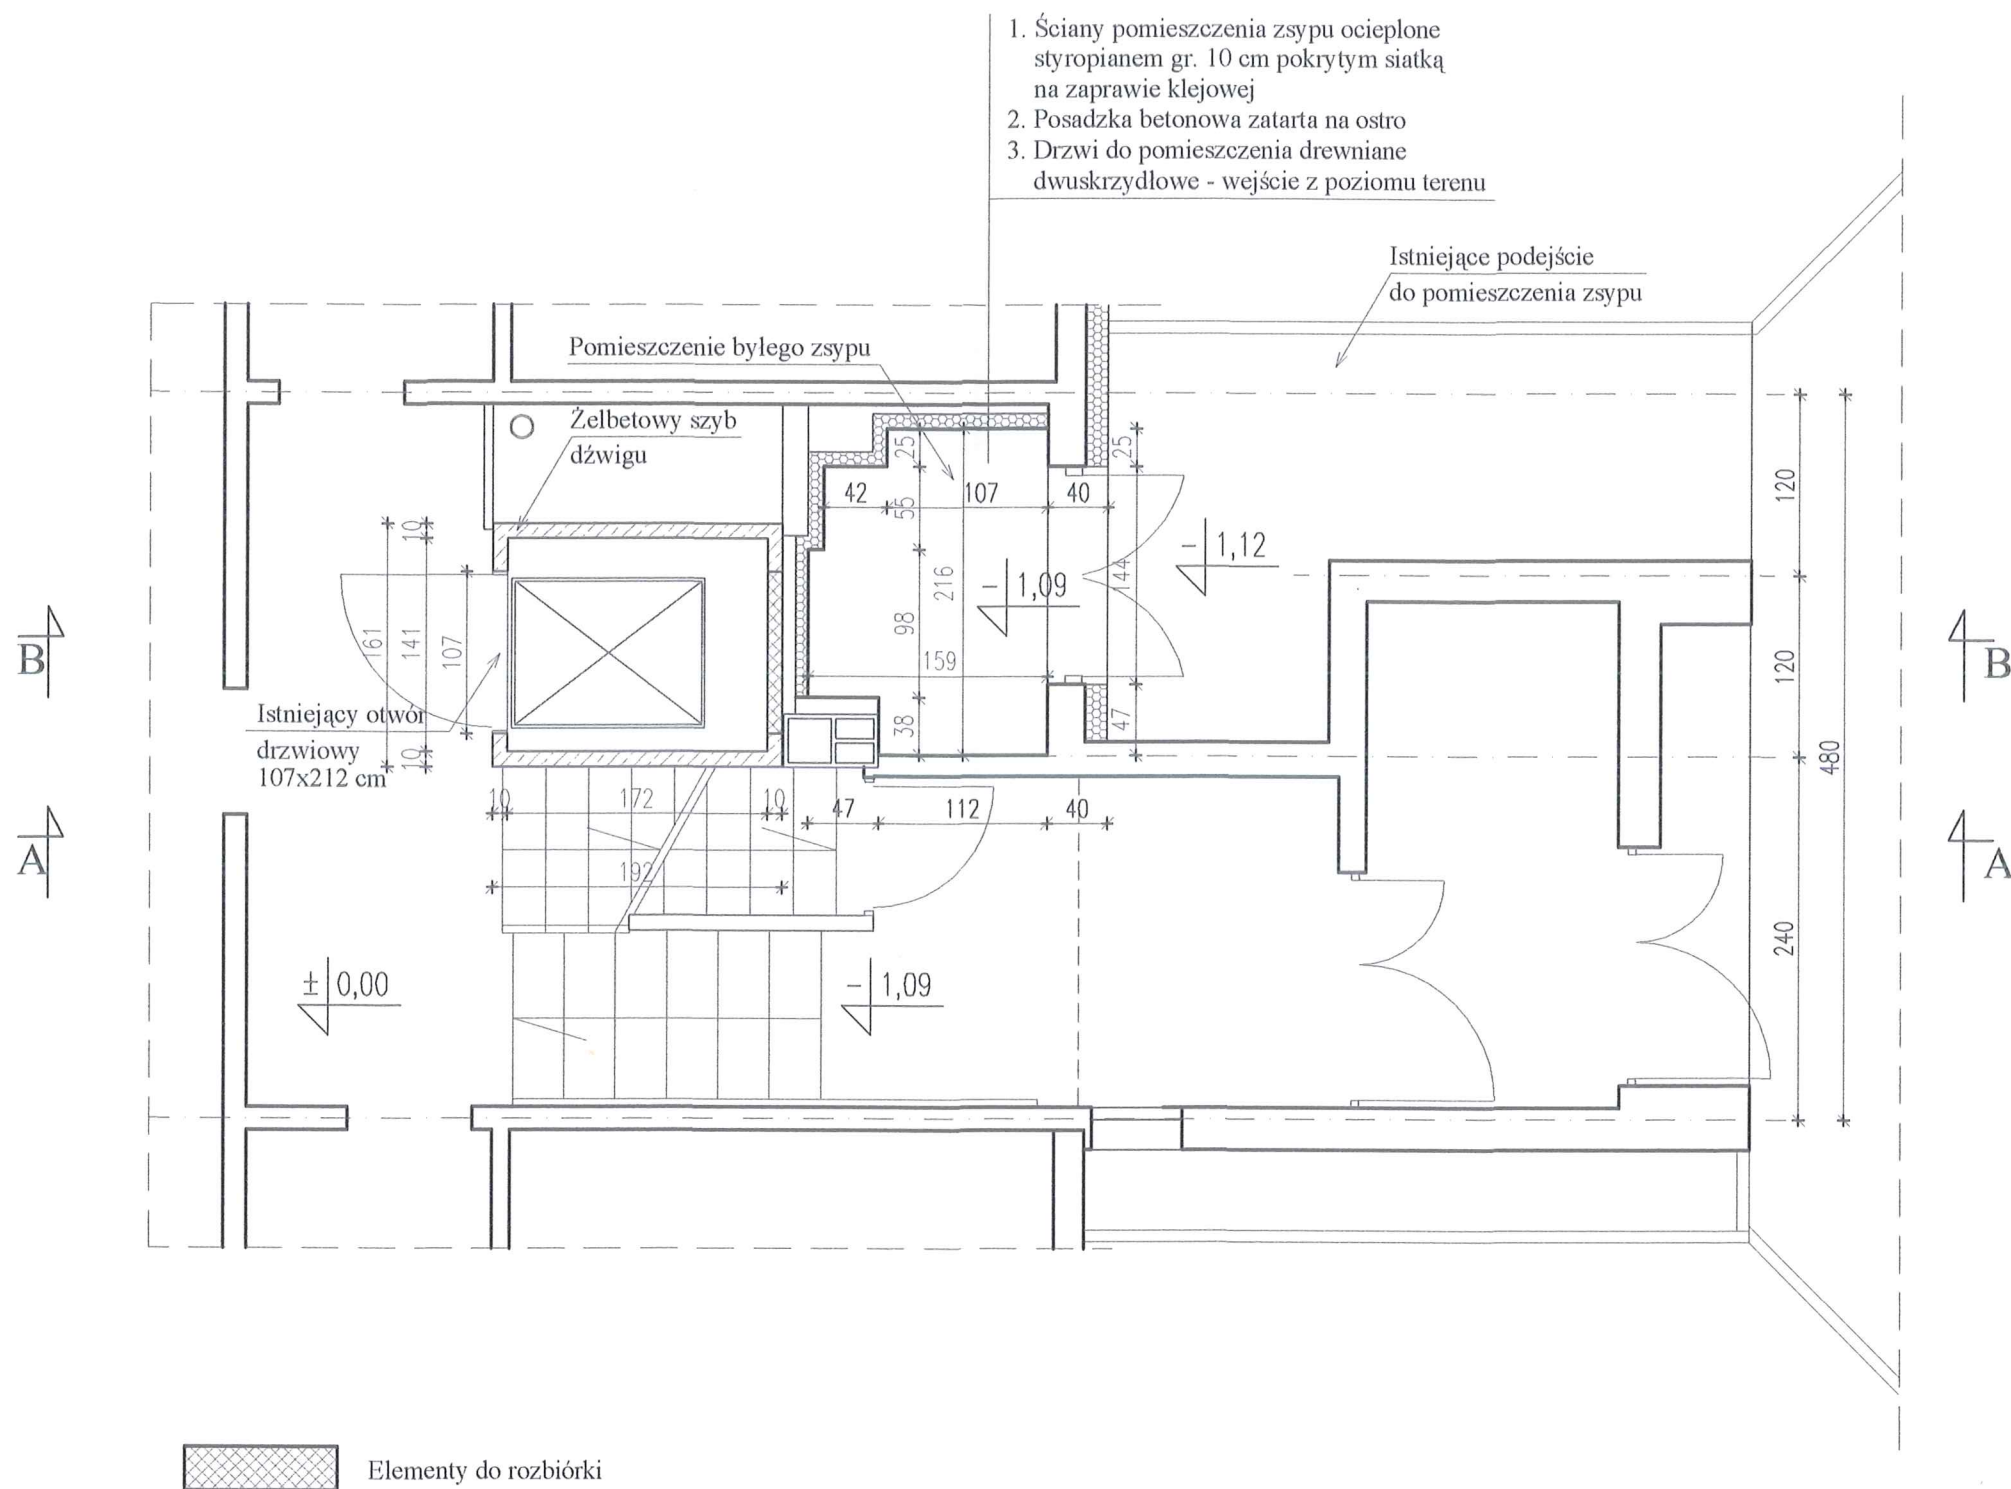 1. Ściany pomieszczenia zsypu ocieplone
styropianem gr. 10 cm pokrytym siatką
na zaprawie klejowej
2. Posadzka betonowa zatarta na ostro
3. Drzwi do pomieszczenia drewniane
dwuskrzydłowe - wejście z poziomu terenu
Istniejące podejście
do pomieszczenia zsypu
Pomieszczenie byłego zsypu
Żelbetowy szyb
dźwigu
25
25
42
55
107
40
120
10
- 1,12
- 1,09
144
216
161
141
107
98
159
120
B
B
Istniejący otwór
drzwiowy
107x212 cm
10
38
47
480
10
172
10
47
112
40
A
A
192
240
± 0,00
- 1,09
Elementy do rozbiórki